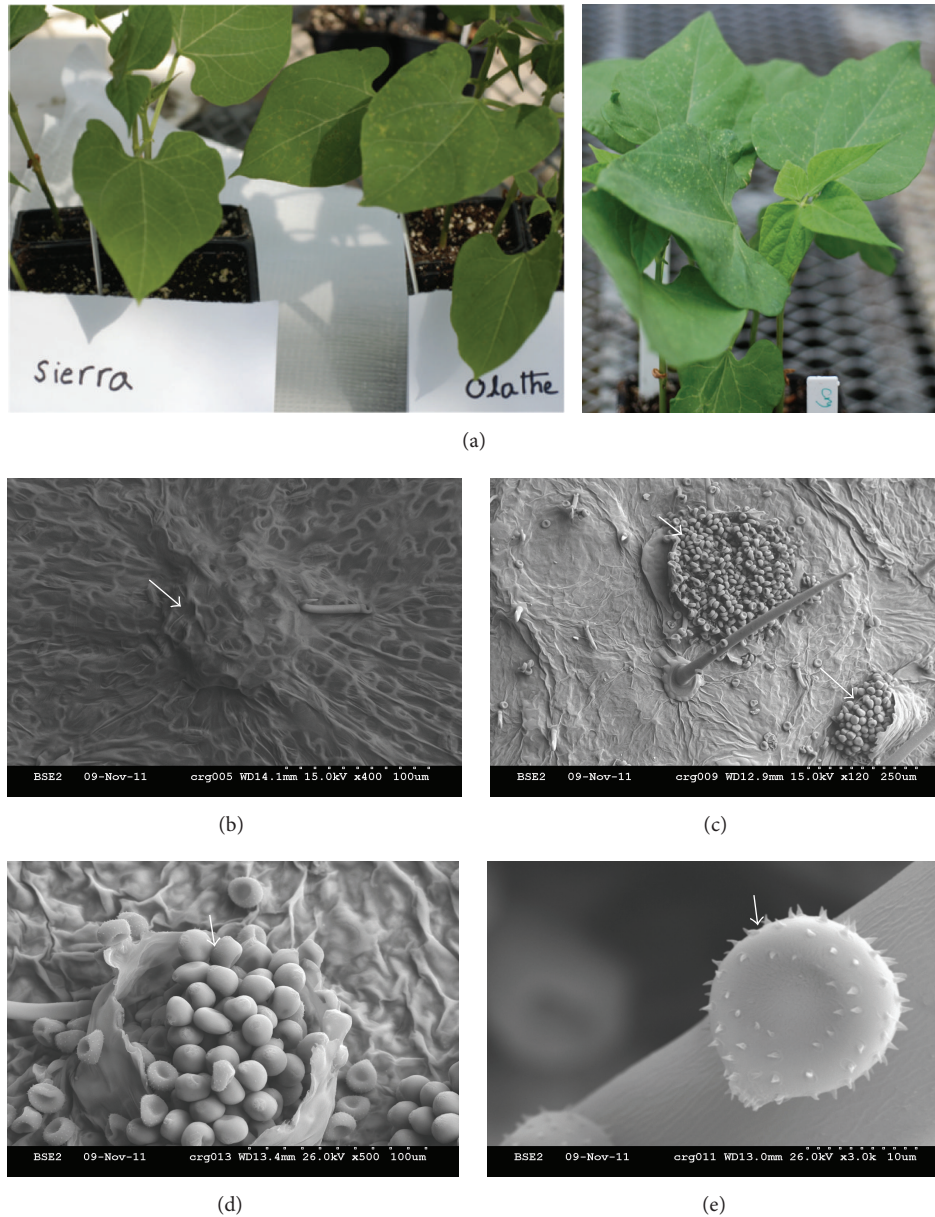 sierra
Olathe
(a)
BSE2 09-Nov-11 crg005 WD14.1mm 15.0kV x400 100um
(b)
BSE2 09-Nov-11 crg009 WD12.9mm 15.0kV x120 250um
(c)
BSE2 09-Nov-11 crg013 WD13.4mm 26.0kV x500 100um
(d)
BSE2 09-Nov-11 crg011 WD13.0mm 26.0kV x3.0k 10um
(e)